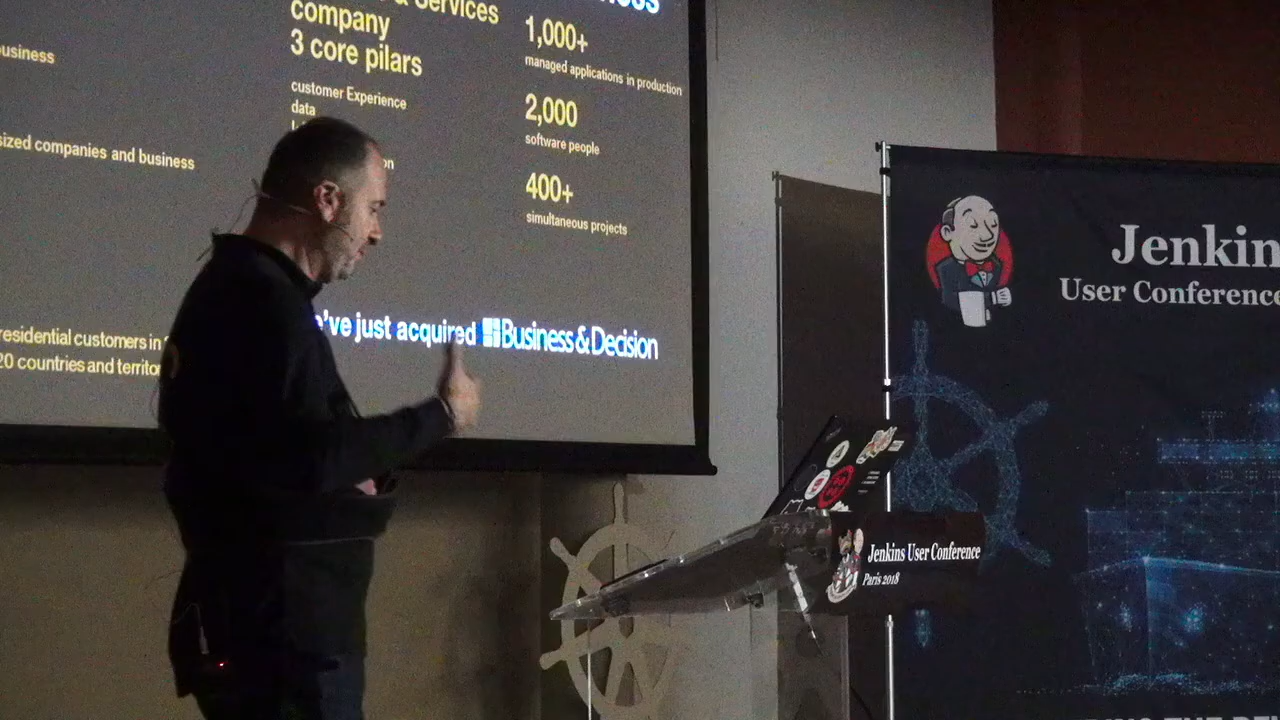 business
sized companies and business
residential customers in
20 countries and
& Services
company
3 core pilars
customer Experience
data
1,000+
managed applications in production
2,000
software people
400+
simultaneous projects
've just acquired Business & Decision
Jenkin
User Conference
Jenkins User Conference
Paris 2018